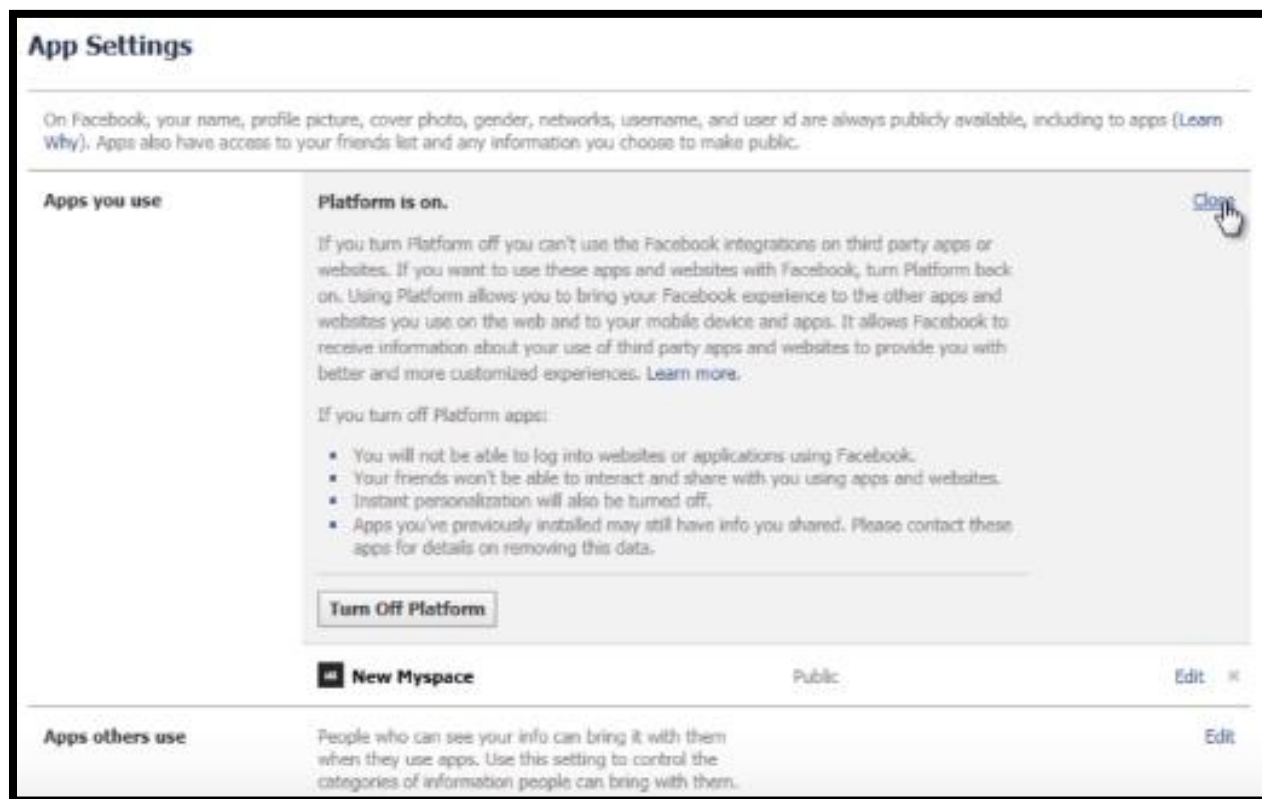 App Settings
On Facebook, your name, profile picture, cover photo, gender, networks, username, and user id are always publicly available, including to apps (Learn
Why). Apps also have access to your friends list and any information you choose to make public.
Apps you use
Platform is on.
Close
If you turn Platform off you can't use the Facebook integrations on third party apps or
websites. If you want to use these apps and websites with Facebook, turn Platform back
on. Using Platform allows you to bring your Facebook experience to the other apps and
websites you use on the web and to your mobile device and apps. It allows Facebook to
receive information about your use of third party apps and websites to provide you with
better and more customized experiences. Learn more.
If you turn off Platform apps:
• You will not be able to log into websites or applications using Facebook.
• Your friends won't be able to interact and share with you using apps and websites.
• Instant personalization will also be turned off.
• Apps you've previously installed may still have info you shared. Please contact these
apps for details on removing this data.
Turn Off Platform
New Myspace Public Edit ×
Apps others use
People who can see your info can bring it with them
Edit
when they use apps. Use this setting to control the
categories of information people can bring with them.